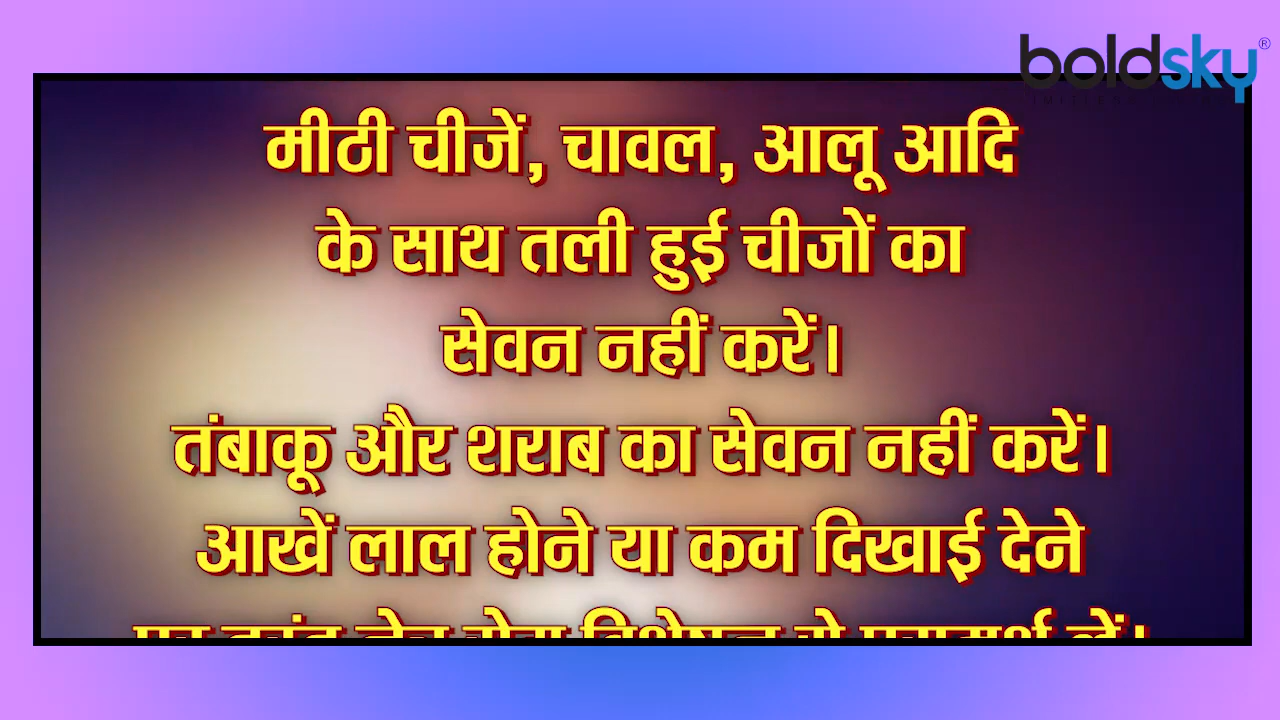 boldsky®
मीठी चीजें, चावल, आलू आदि
के साथ तली हुई चीजों का
सेवन नहीं करें।
तंबाकू और शराब का सेवन नहीं करें।
आखें लाल होने या कम दिखाई देने